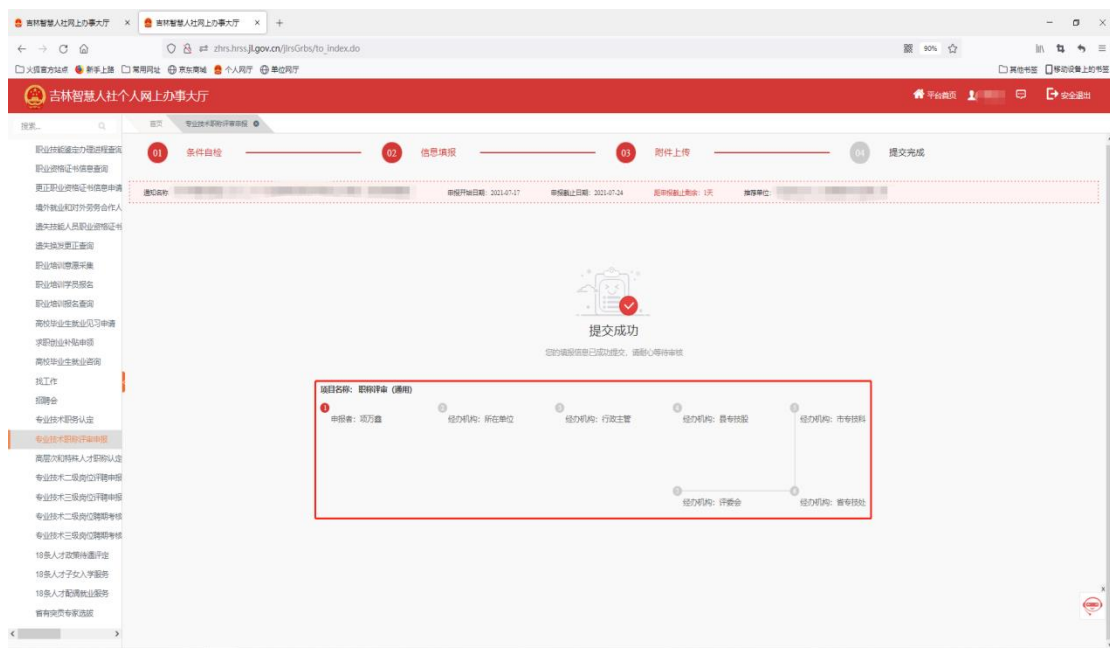 吉林智慧人社网上办事大厅
吉林智慧人社网上办事大厅
zhrs.hrss.jl.gov.cn/jlrsGrbs/to_index.do
90%
火狐官方站点 新手上路 常用网址 京东商城 个人网厅 单位网厅
其他书签 移动设备上的书签
吉林智慧人社个人网上办事大厅
平台首页
安全退出
搜索...
首页 专业技术职称评审申报
职业技能鉴定办理进程查询
职业资格证书信息查询
更正职业资格证书信息申请
境外就业和对外劳务合作人
遗失技能人员职业资格证书
遗失换发更正查询
职业培训意愿采集
职业培训学员报名
职业培训报名查询
高校毕业生就业见习申请
求职创业补贴申领
高校毕业生就业咨询
找工作
招聘会
专业技术职务认定
专业技术职称评审申报
高层次和特殊人才职称认定
专业技术二级岗位评聘申报
专业技术三级岗位评聘申报
专业技术二级岗位聘期考核
专业技术三级岗位聘期考核
18条人才政策待遇评定
18条人才子女入学服务
18条人才配偶就业服务
省有突贡专家选拔
01 条件自检
02 信息填报
03 附件上传
04 提交完成
通知名称:
申报开始日期: 2021-07-17
申报截止日期: 2021-07-24
距申报截止剩余: 1天
推荐单位:
提交成功
您的填报信息已成功提交，请耐心等待审核
项目名称: 职称评审 (通用)
1 申报者: 项万鑫
2 经办机构: 所在单位
3 经办机构: 行政主管
4 经办机构: 县专技股
5 经办机构: 市专技科
7 经办机构: 评委会
6 经办机构: 省专技处